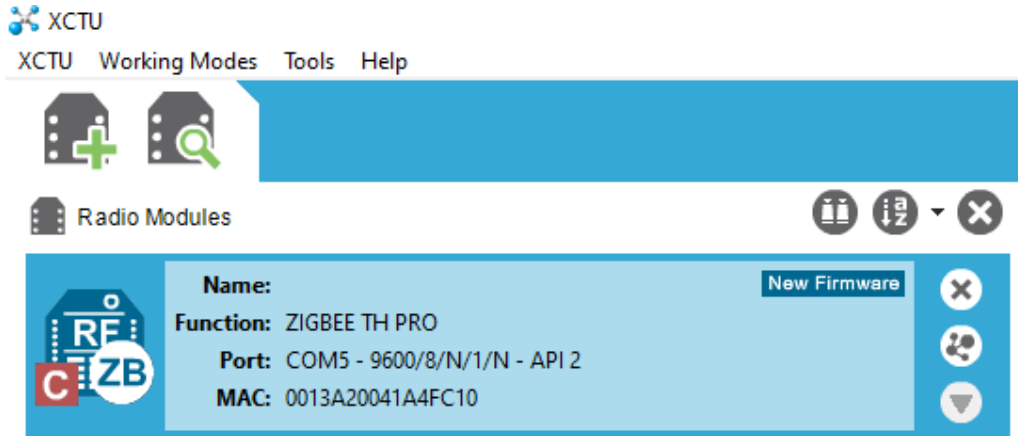 XCTU
XCTU Working Modes Tools Help
Radio Modules
Name:
New Firmware
Function: ZIGBEE TH PRO
Port: COM5 - 9600/8/N/1/N - API 2
MAC: 0013A20041A4FC10
RF
C
ZB